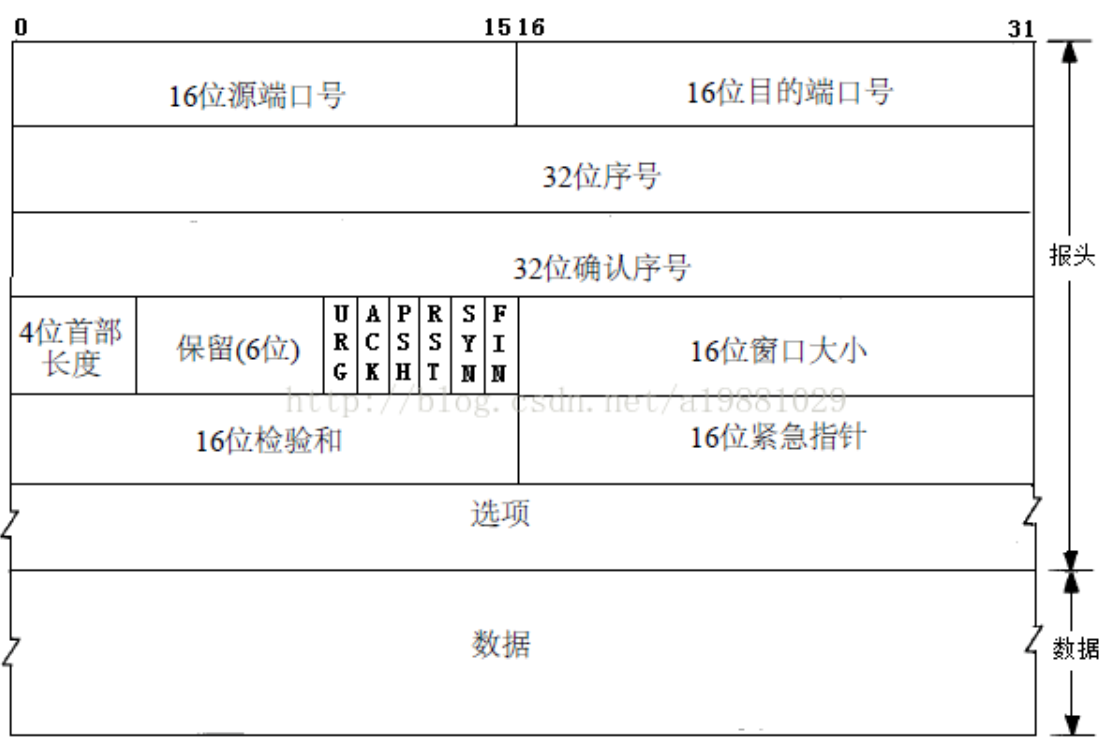 0 15 16 31
16位源端口号 16位目的端口号
32位序号
32位确认序号
报头
4位首部
长度
保留(6位)
URG
ACK
PSH
RST
SYN
FIN
16位窗口大小
http://blog.csdn.net/a19881029
16位检验和 16位紧急指针
选项
数据
数据